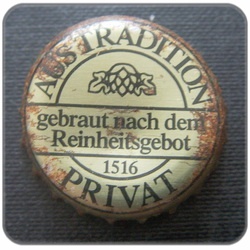 AUS TRADITION
gebraut nach dem
Reinheitsgebot
1516
PRIVAT